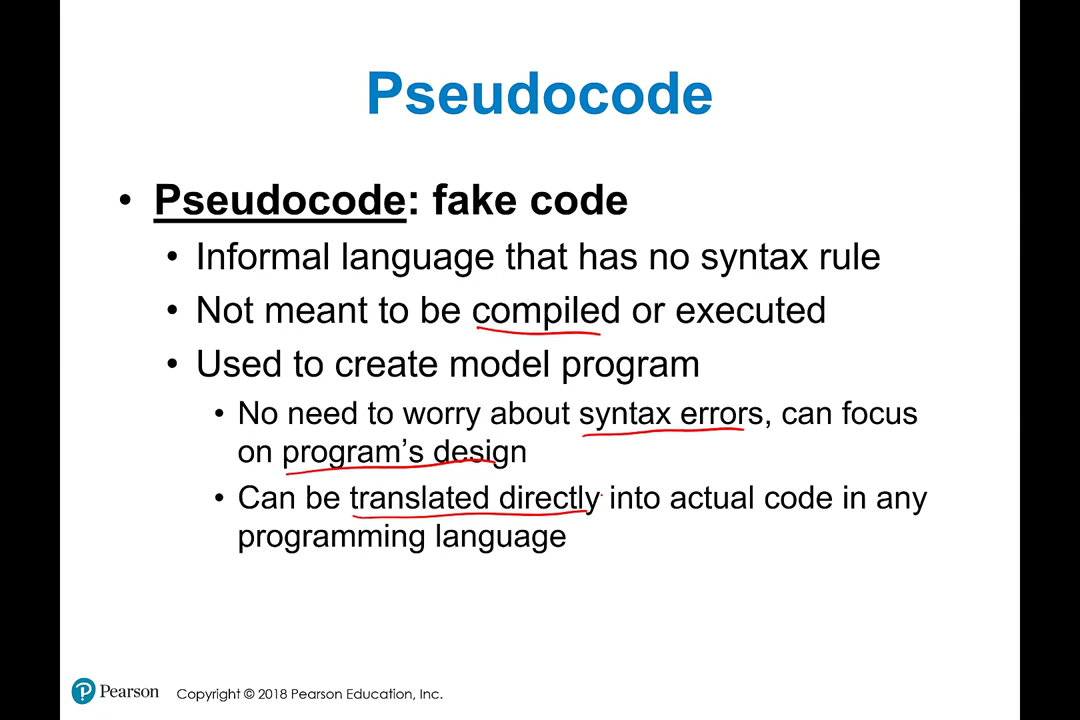 Pseudocode
• Pseudocode: fake code
• Informal language that has no syntax rule
• Not meant to be compiled or executed
• Used to create model program
• No need to worry about syntax errors, can focus
on program’s design
• Can be translated directly into actual code in any
programming language
P Pearson Copyright © 2018 Pearson Education, Inc.